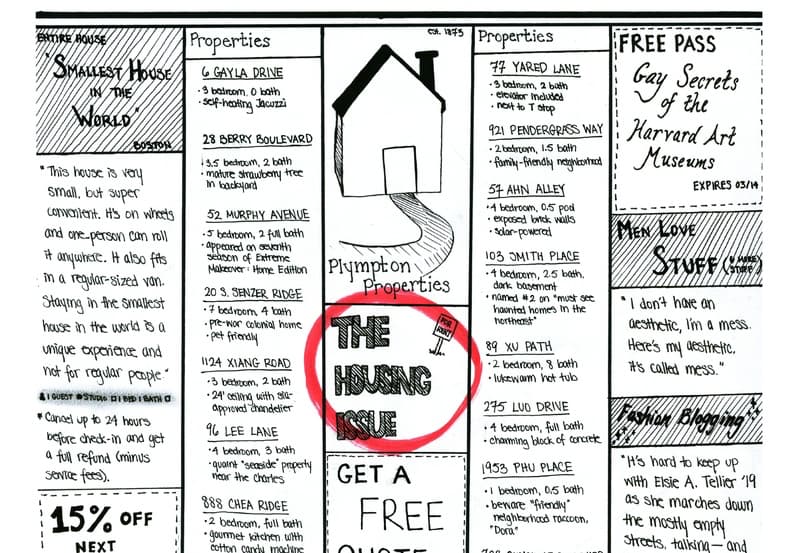 ENTIRE HOUSE
"SMALLEST HOUSE
IN THE
WORLD"
BOSTON
"This house is very
small, but super
convenient. It's on wheels
and one-person can roll
it anywhere. It also fits
in a regular-sized van.
Staying in the smallest
house in the world is a
unique experience and
not for regular people"
1 GUEST STUDIO 1 BED 1 BATH
* Cancel up to 24 hours
before check-in and get
a full refund (minus
service fees).
15% OFF
NEXT
Properties
6 GAYLA DRIVE
• 3 bedroom, 0 bath
• self-heating Jacuzzi
28 BERRY BOULEVARD
• 3.5 bedroom, 2 bath
• mature strawberry tree
in backyard
52 MURPHY AVENUE
• 5 bedroom, 2 full bath
• appeared on seventh
season of Extreme
Makeover: Home Edition
20 S. SENZER RIDGE
• 7 bedroom, 4 bath
• pre-war colonial home
• pet friendly
1124 XIANG ROAD
• 3 bedroom, 2 bath
• 24' ceiling with sia-
approved chandelier
96 LEE LANE
• 4 bedroom, 3 bath
• quaint "seaside" property
near the Charles
888 CHEA RIDGE
• 2 bedroom, full bath
• gourmet kitchen with
cotton candy machine
EST. 1873
Plympton
Properties
THE
HOUSING
ISSUE
FOR
RENT
GET A
FREE
QUOTE
Properties
77 YARED LANE
• 3 bedroom, 2 bath
• elevator included
• next to T stop
921 PENDERGRASS WAY
• 2 bedroom, 1.5 bath
• family-friendly neighborhood
57 AHN ALLEY
• 4 bedroom, 0.5 pod
• exposed brick walls
• solar-powered
103 SMITH PLACE
• 4 bedroom, 2.5 bath,
dark basement
• named #2 on "must see
haunted homes in the
northeast"
89 XU PATH
• 2 bedroom, 8 bath
• lukewarm hot tub
275 LUO DRIVE
• 4 bedroom, full bath
• charming block of concrete
1953 PHU PLACE
• 1 bedroom, 0.5 bath
• beware "friendly"
neighborhood raccoon,
"Dora"
FREE PASS
Gay Secrets
of the
Harvard Art
Museums
EXPIRES 03/19
MEN LOVE
STUFF (& MORE
STUFF)
"I don't have an
aesthetic, I'm a mess.
Here's my aesthetic.
It's called mess."
Fashion Blogging
"It's hard to keep up
with Elsie A. Tellier '19
as she marches down
the mostly empty
streets, talking— and